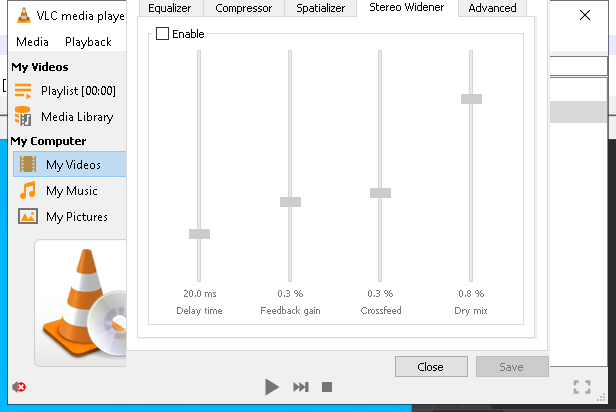 VLC media playe
Media Playback
My Videos
Playlist [00:00]
Media Library
My Computer
My Videos
My Music
My Pictures
Equalizer Compressor Spatializer Stereo Widener Advanced
Enable
20.0 ms 0.3 % 0.3 % 0.8 %
Delay time Feedback gain Crossfeed Dry mix
Close Save